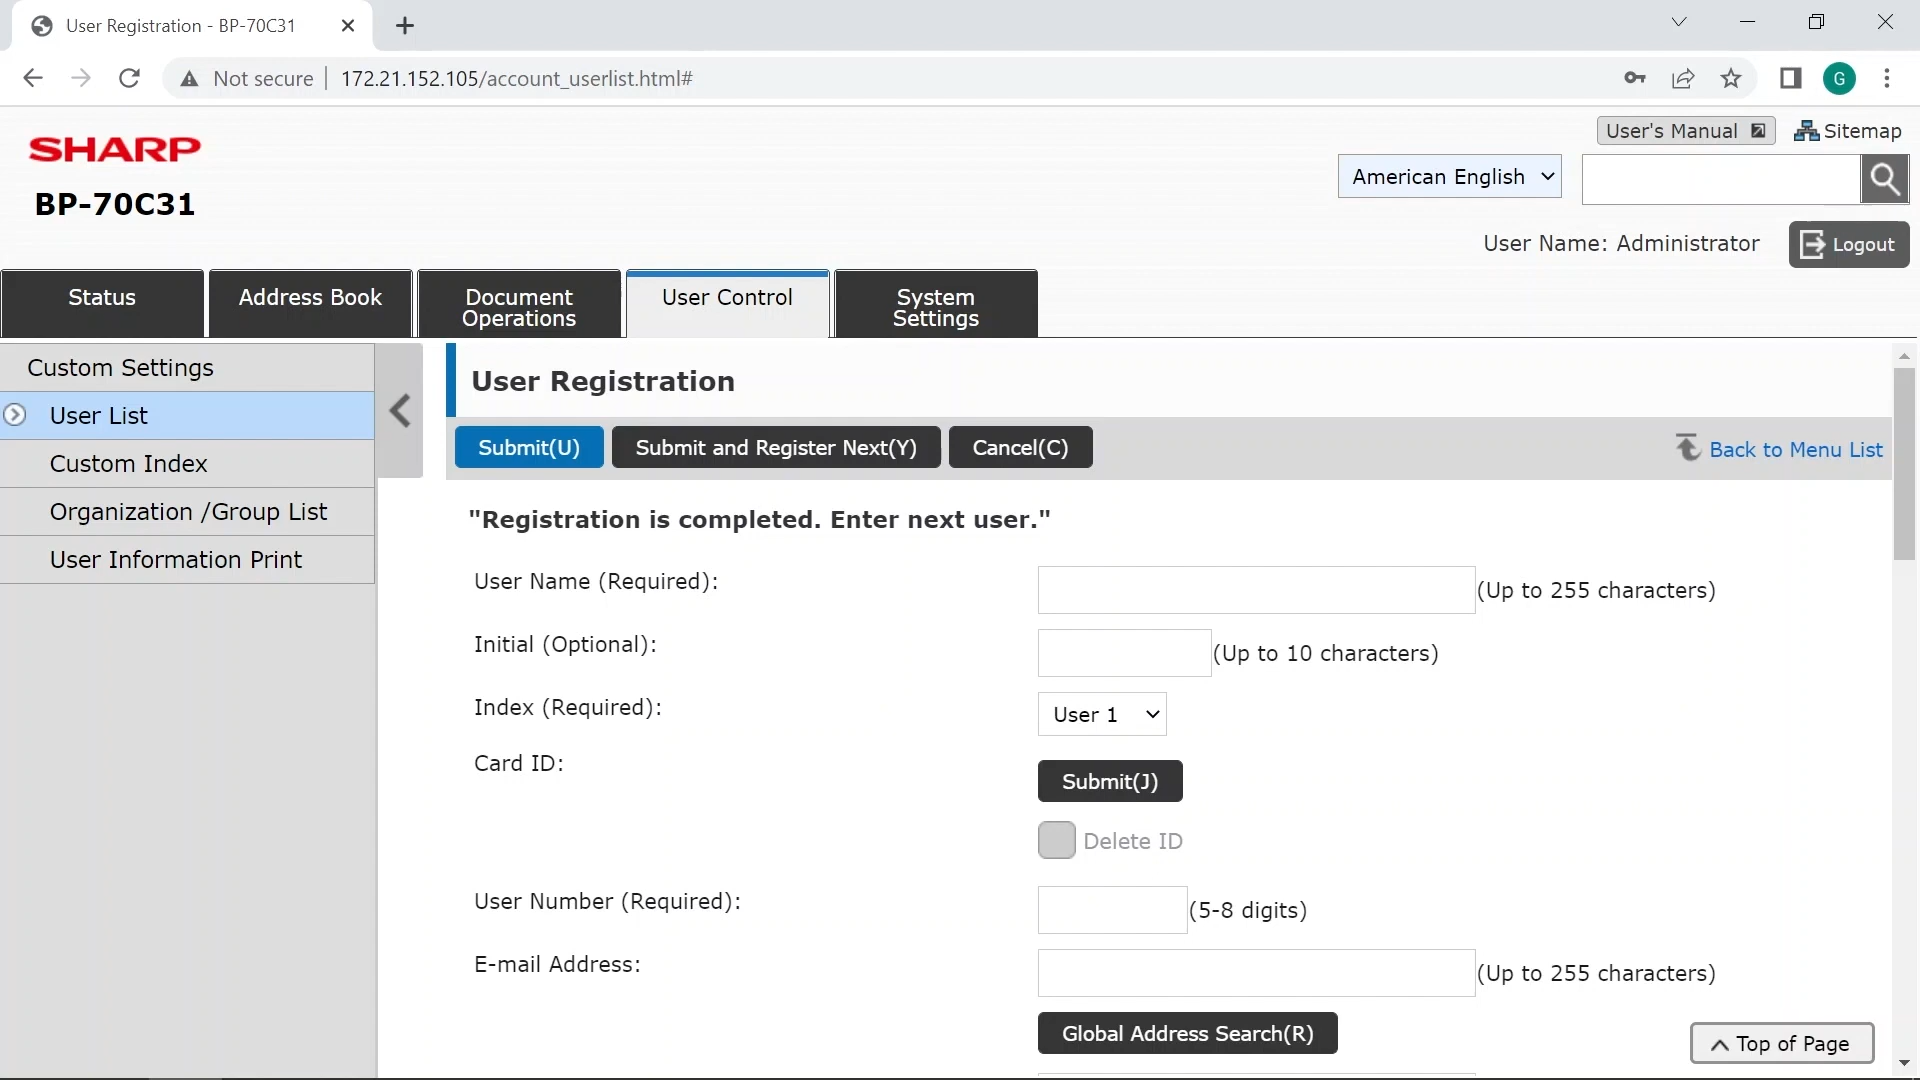 User Registration - BP-70C31
Not secure
172.21.152.105/account_userlist.html#
G
SHARP
BP-70C31
User's Manual
Sitemap
American English
User Name: Administrator
Logout
Status
Address Book
Document Operations
User Control
System Settings
Custom Settings
User List
Custom Index
Organization /Group List
User Information Print
User Registration
Submit(U)
Submit and Register Next(Y)
Cancel(C)
Back to Menu List
"Registration is completed. Enter next user."
User Name (Required):
(Up to 255 characters)
Initial (Optional):
(Up to 10 characters)
Index (Required):
User 1
Card ID:
Submit(J)
Delete ID
User Number (Required):
(5-8 digits)
E-mail Address:
(Up to 255 characters)
Global Address Search(R)
Top of Page